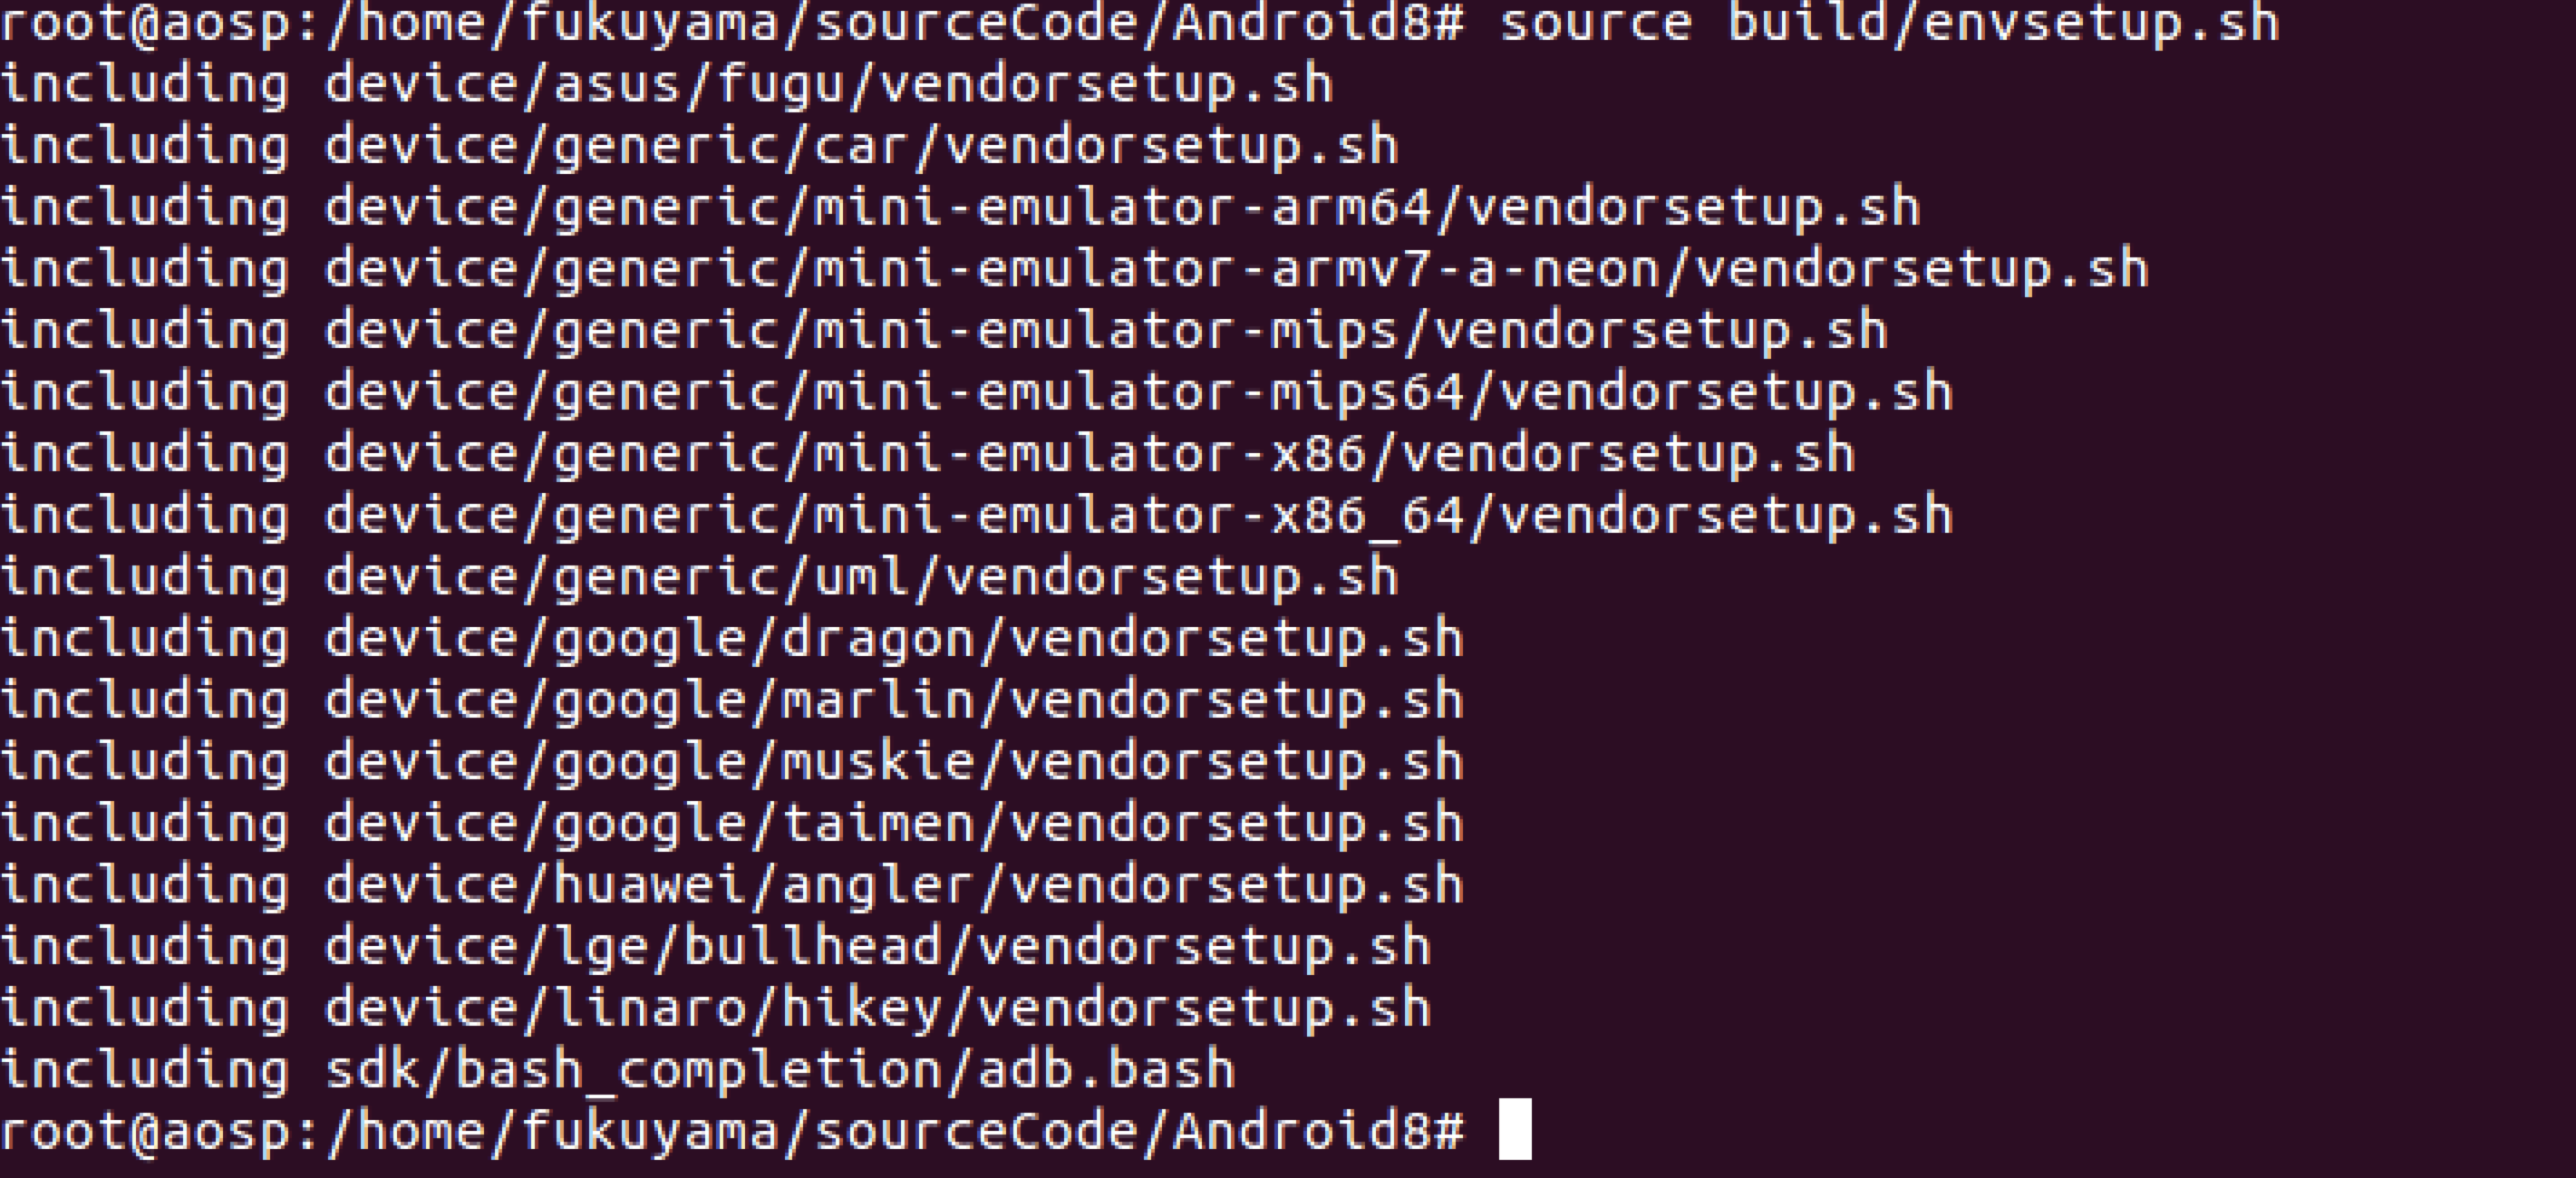 root@aosp:/home/fukuyama/sourceCode/Android8# source build/envsetup.sh
including device/asus/fugu/vendorsetup.sh
including device/generic/car/vendorsetup.sh
including device/generic/mini-emulator-arm64/vendorsetup.sh
including device/generic/mini-emulator-armv7-a-neon/vendorsetup.sh
including device/generic/mini-emulator-mips/vendorsetup.sh
including device/generic/mini-emulator-mips64/vendorsetup.sh
including device/generic/mini-emulator-x86/vendorsetup.sh
including device/generic/mini-emulator-x86_64/vendorsetup.sh
including device/generic/uml/vendorsetup.sh
including device/google/dragon/vendorsetup.sh
including device/google/marlin/vendorsetup.sh
including device/google/muskie/vendorsetup.sh
including device/google/taimen/vendorsetup.sh
including device/huawei/angler/vendorsetup.sh
including device/lge/bullhead/vendorsetup.sh
including device/linaro/hikey/vendorsetup.sh
including sdk/bash_completion/adb.bash
root@aosp:/home/fukuyama/sourceCode/Android8#